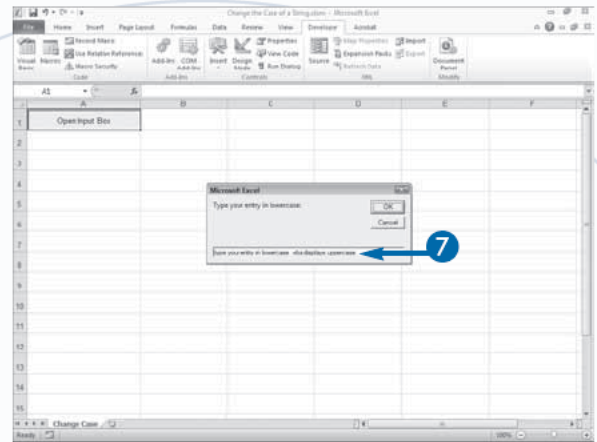 Change the Case of a String.xlsm - Microsoft Excel
File Home Insert Page Layout Formulas Data Review View Developer Acrobat
Visual Basic Macros Record Macro Use Relative References Macro Security
Code
Add-Ins COM Add-Ins
Add-Ins
Insert Design Mode Properties View Code Run Dialog
Controls
Source Map Properties Expansion Packs Refresh Data Import Export
XML
Document Panel
Modify
A1 fx
A B C D E F
1 Open Input Box
2
3
4
5
6
7
8
9
10
11
12
13
14
15
Microsoft Excel
Type your entry in lowercase:
OK
Cancel
type your entry in lowercase vba displays uppercase
7
Change Case
Ready 100%